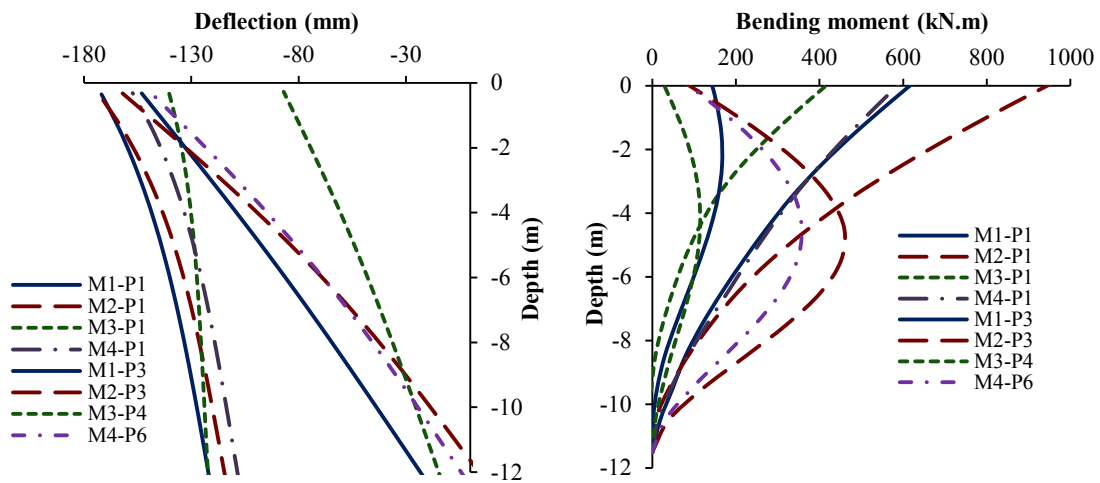 Deflection (mm)
-180
-130
-80
-30
0
-2
-4
-6
-8
-10
-12
Depth (m)
M1-P1
M2-P1
M3-P1
M4-P1
M1-P3
M2-P3
M3-P4
M4-P6
Bending moment (kN.m)
0
200
400
600
800
1000
0
-2
-4
-6
-8
-10
-12
Depth (m)
M1-P1
M2-P1
M3-P1
M4-P1
M1-P3
M2-P3
M3-P4
M4-P6